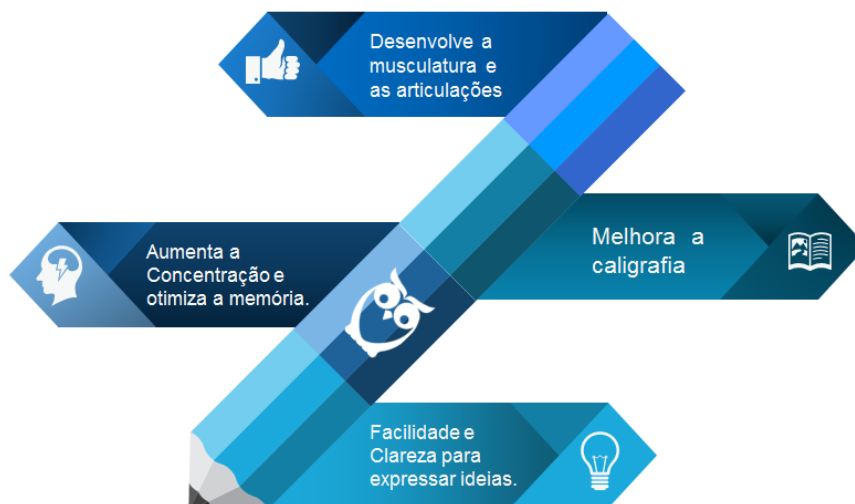 Desenvolve a
musculatura e
as articulações
Aumenta a
Concentração e
otimiza a memória.
Melhora a
caligrafia
Facilidade e
Clareza para
expressar ideias.